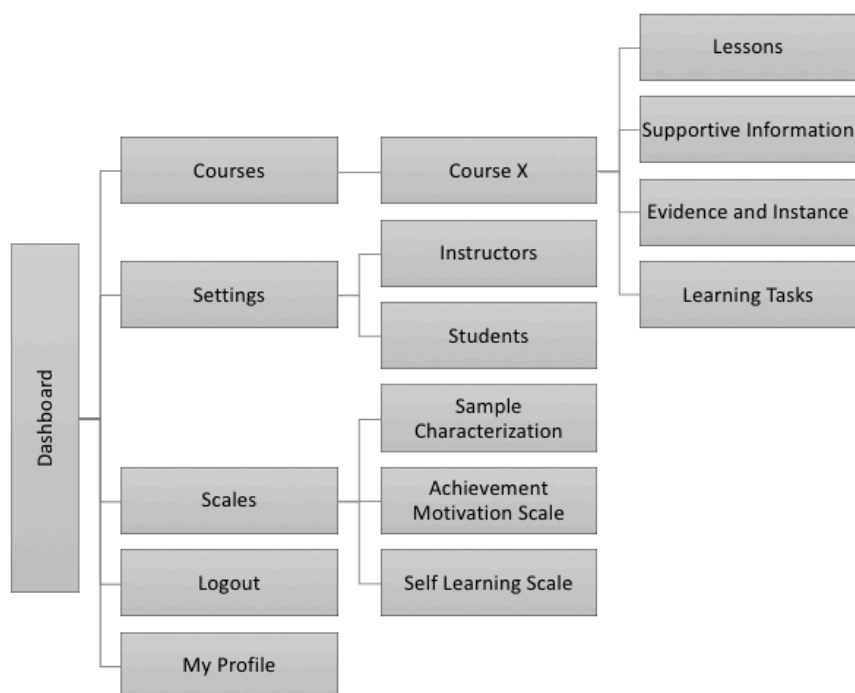 Dashboard
Courses
Settings
Scales
Logout
My Profile
Course X
Instructors
Students
Sample
Characterization
Achievement
Motivation Scale
Self Learning Scale
Lessons
Supportive Information
Evidence and Instance
Learning Tasks